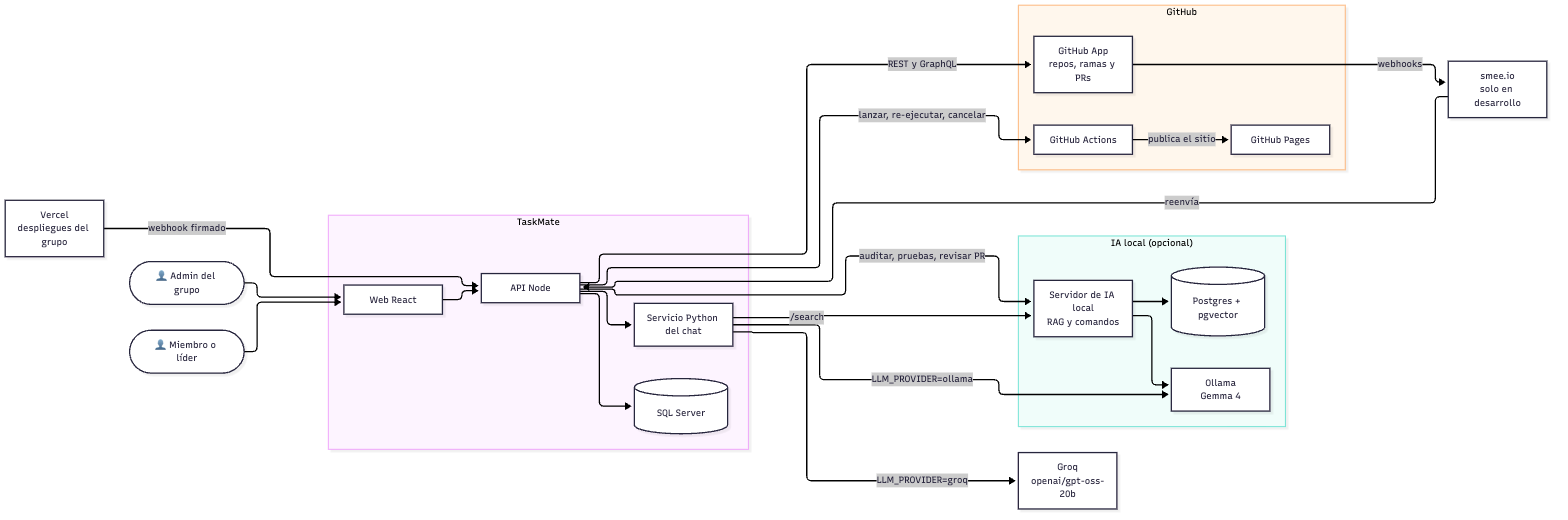 GitHub
GitHub App
repos, ramas y
PRs
REST y GraphQL
webhooks
smee.io
solo en
desarrollo
lanzar, re-ejecutar, cancelar
GitHub Actions
publica el sitio
GitHub Pages
reenvía
Vercel
despliegues del
grupo
webhook firmado
TaskMate
👤 Admin del
grupo
👤 Miembro o
líder
Web React
API Node
Servicio Python
del chat
SQL Server
auditar, pruebas, revisar PR
/search
LLM_PROVIDER=ollama
LLM_PROVIDER=groq
IA local (opcional)
Servidor de IA
local
RAG y comandos
Postgres +
pgvector
Ollama
Gemma 4
Groq
openai/gpt-oss-
20b